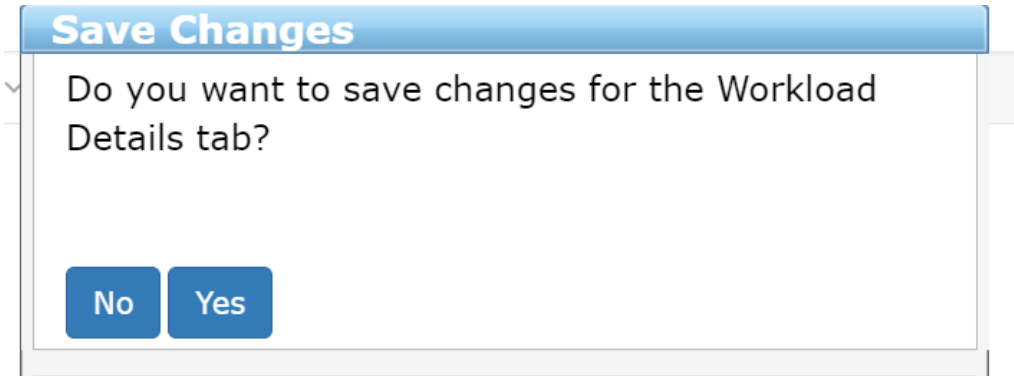 Save Changes
Do you want to save changes for the Workload
Details tab?
No Yes